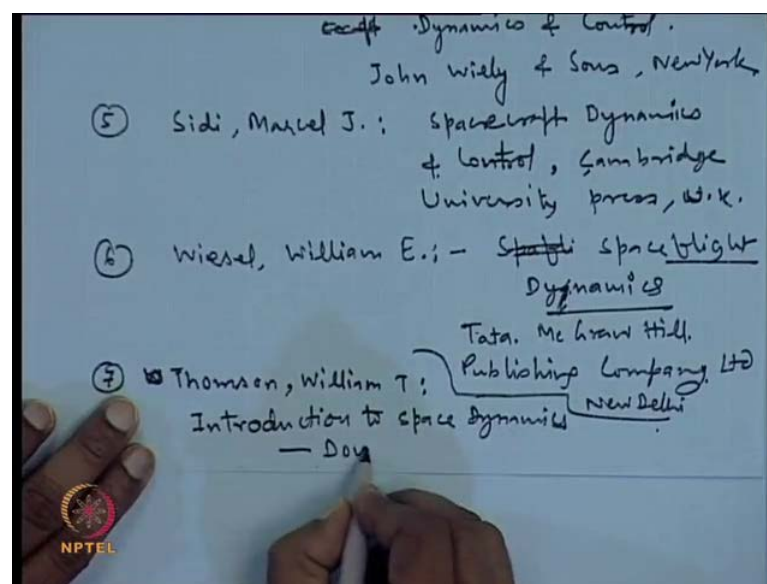 Dynamics & Control.
John Wiely & Sons, New York
5 Sidi, Marcel J.: Spacecraft Dynamics
& Control, Cambridge
University press, U.K.
6 Wiesel, William E.:- Space flight
Dynamics
Tata. Mc Graw Hill.
Publishing Company Ltd
New Delhi
7 Thomson, William T:
Introduction to space dynamics
— Dov
NPTEL